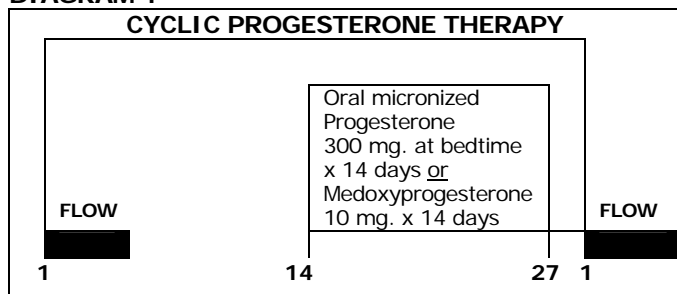 DIAGRAM 1
CYCLIC PROGESTERONE THERAPY
Oral micronized
Progesterone
300 mg. at bedtime
x 14 days or
Medoxyprogesterone
10 mg. x 14 days
FLOW
FLOW
1
14
27
1